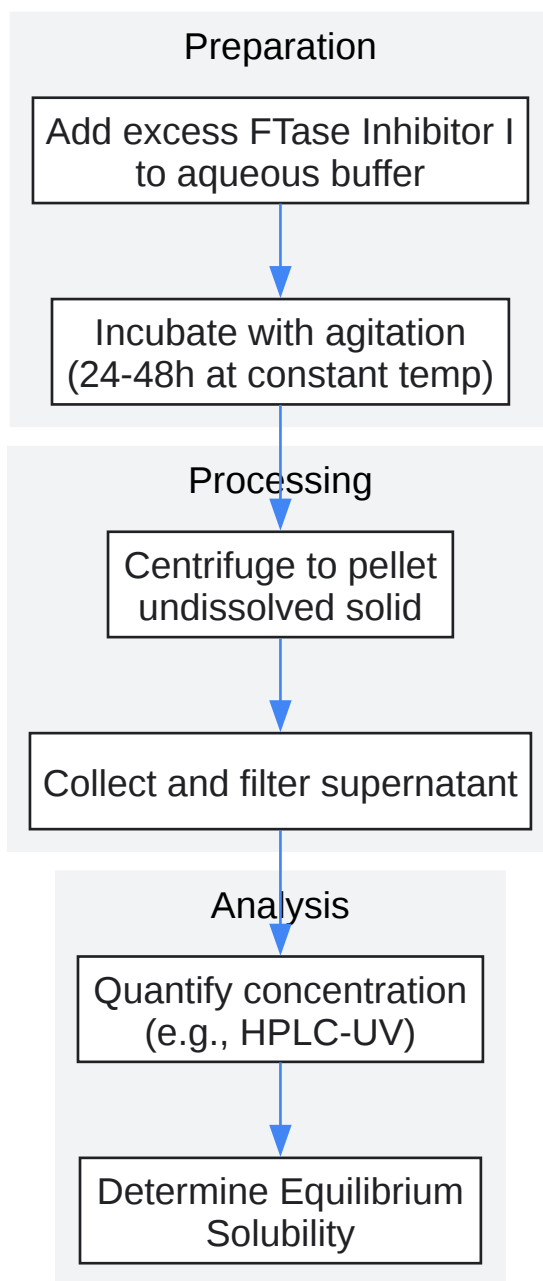 Preparation
Add excess FTase Inhibitor I
to aqueous buffer
Incubate with agitation
(24-48h at constant temp)
Processing
Centrifuge to pellet
undissolved solid
Collect and filter supernatant
Analysis
Quantify concentration
(e.g., HPLC-UV)
Determine Equilibrium
Solubility